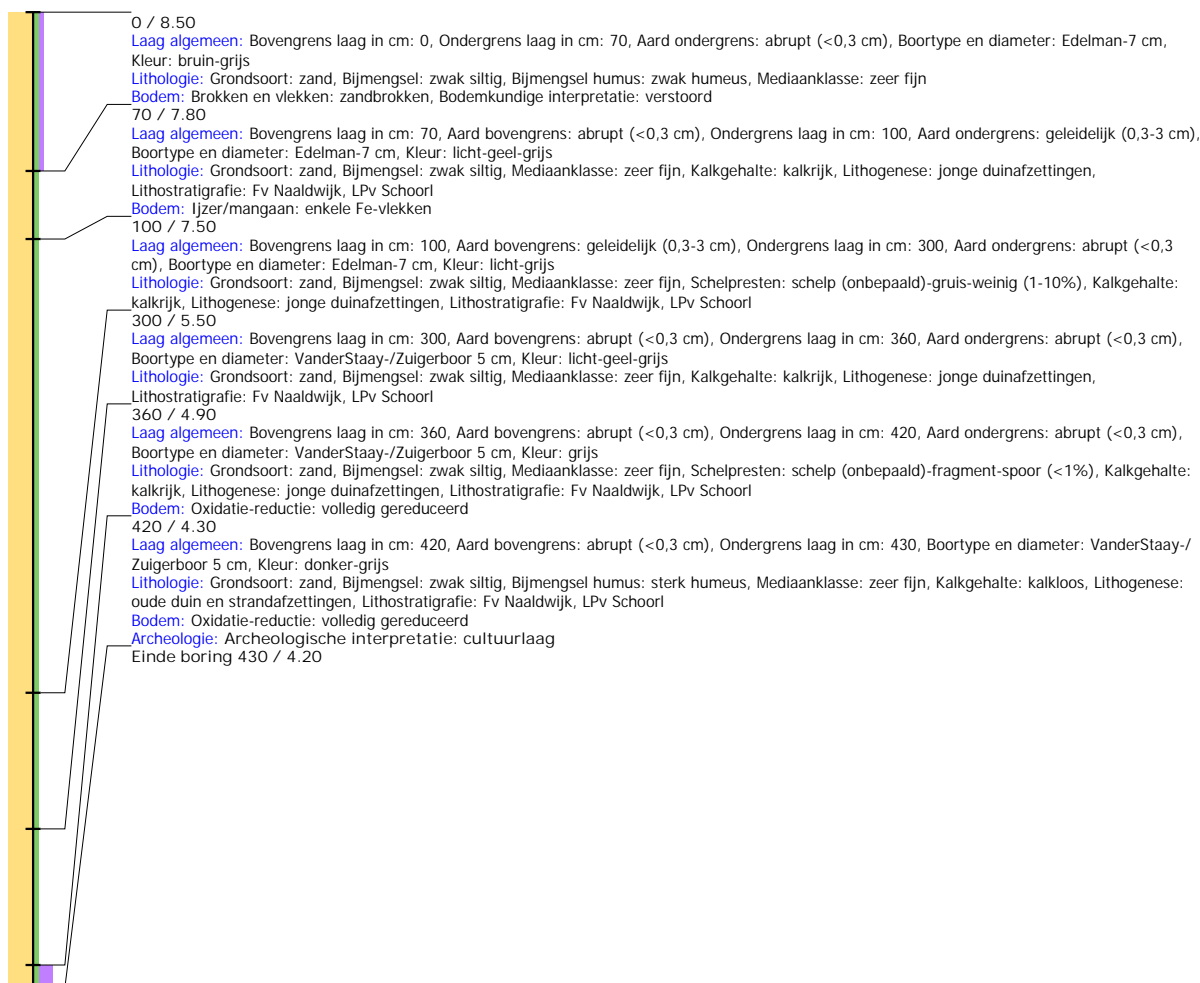 0 / 8.50
Laag algemeen: Bovengrens laag in cm: 0, Ondergrens laag in cm: 70, Aard ondergrens: abrupt (<0,3 cm), Boortype en diameter: Edelman-7 cm,
Kleur: bruin-grijs
Lithologie: Grondsoort: zand, Bijmengsel: zwak siltig, Bijmengsel humus: zwak humeus, Mediaanklasse: zeer fijn
Bodem: Brokken en vlekken: zandbrokken, Bodemkundige interpretatie: verstoord
70 / 7.80
Laag algemeen: Bovengrens laag in cm: 70, Aard bovengrens: abrupt (<0,3 cm), Ondergrens laag in cm: 100, Aard ondergrens: geleidelijk (0,3-3 cm),
Boortype en diameter: Edelman-7 cm, Kleur: licht-geel-grijs
Lithologie: Grondsoort: zand, Bijmengsel: zwak siltig, Mediaanklasse: zeer fijn, Kalkgehalte: kalkrijk, Lithogenese: jonge duinafzettingen,
Lithostratigrafie: Fv Naaldwijk, LPv Schoorl
Bodem: Ijzer/mangaan: enkele Fe-vlekken
100 / 7.50
Laag algemeen: Bovengrens laag in cm: 100, Aard bovengrens: geleidelijk (0,3-3 cm), Ondergrens laag in cm: 300, Aard ondergrens: abrupt (<0,3
cm), Boortype en diameter: Edelman-7 cm, Kleur: licht-grijs
Lithologie: Grondsoort: zand, Bijmengsel: zwak siltig, Mediaanklasse: zeer fijn, Schelpresten: schelp (onbepaald)-gruis-weinig (1-10%), Kalkgehalte:
kalkrijk, Lithogenese: jonge duinafzettingen, Lithostratigrafie: Fv Naaldwijk, LPv Schoorl
300 / 5.50
Laag algemeen: Bovengrens laag in cm: 300, Aard bovengrens: abrupt (<0,3 cm), Ondergrens laag in cm: 360, Aard ondergrens: abrupt (<0,3 cm),
Boortype en diameter: VanderStaay-/Zuigerboor 5 cm, Kleur: licht-geel-grijs
Lithologie: Grondsoort: zand, Bijmengsel: zwak siltig, Mediaanklasse: zeer fijn, Kalkgehalte: kalkrijk, Lithogenese: jonge duinafzettingen,
Lithostratigrafie: Fv Naaldwijk, LPv Schoorl
360 / 4.90
Laag algemeen: Bovengrens laag in cm: 360, Aard bovengrens: abrupt (<0,3 cm), Ondergrens laag in cm: 420, Aard ondergrens: abrupt (<0,3 cm),
Boortype en diameter: VanderStaay-/Zuigerboor 5 cm, Kleur: grijs
Lithologie: Grondsoort: zand, Bijmengsel: zwak siltig, Mediaanklasse: zeer fijn, Schelpresten: schelp (onbepaald)-fragment-spoor (<1%), Kalkgehalte:
kalkrijk, Lithogenese: jonge duinafzettingen, Lithostratigrafie: Fv Naaldwijk, LPv Schoorl
Bodem: Oxidatie-reductie: volledig gereduceerd
420 / 4.30
Laag algemeen: Bovengrens laag in cm: 420, Aard bovengrens: abrupt (<0,3 cm), Ondergrens laag in cm: 430, Boortype en diameter: VanderStaay-/
Zuigerboor 5 cm, Kleur: donker-grijs
Lithologie: Grondsoort: zand, Bijmengsel: zwak siltig, Bijmengsel humus: sterk humeus, Mediaanklasse: zeer fijn, Kalkgehalte: kalkloos, Lithogenese:
oude duin en strandafzettingen, Lithostratigrafie: Fv Naaldwijk, LPv Schoorl
Bodem: Oxidatie-reductie: volledig gereduceerd
Archeologie: Archeologische interpretatie: cultuurlaag
Einde boring 430 / 4.20